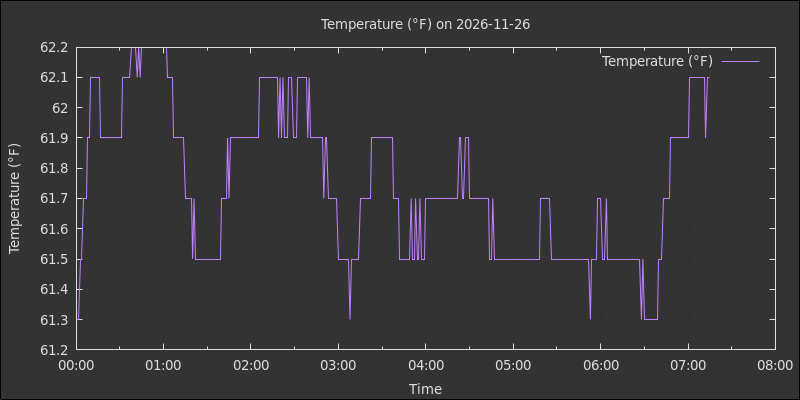 Temperature (°F) on 2026-11-26
Temperature (°F)
62.2
62.1
62
61.9
61.8
61.7
61.6
61.5
61.4
61.3
61.2
Temperature (°F)
00:00 01:00 02:00 03:00 04:00 05:00 06:00 07:00 08:00
Time